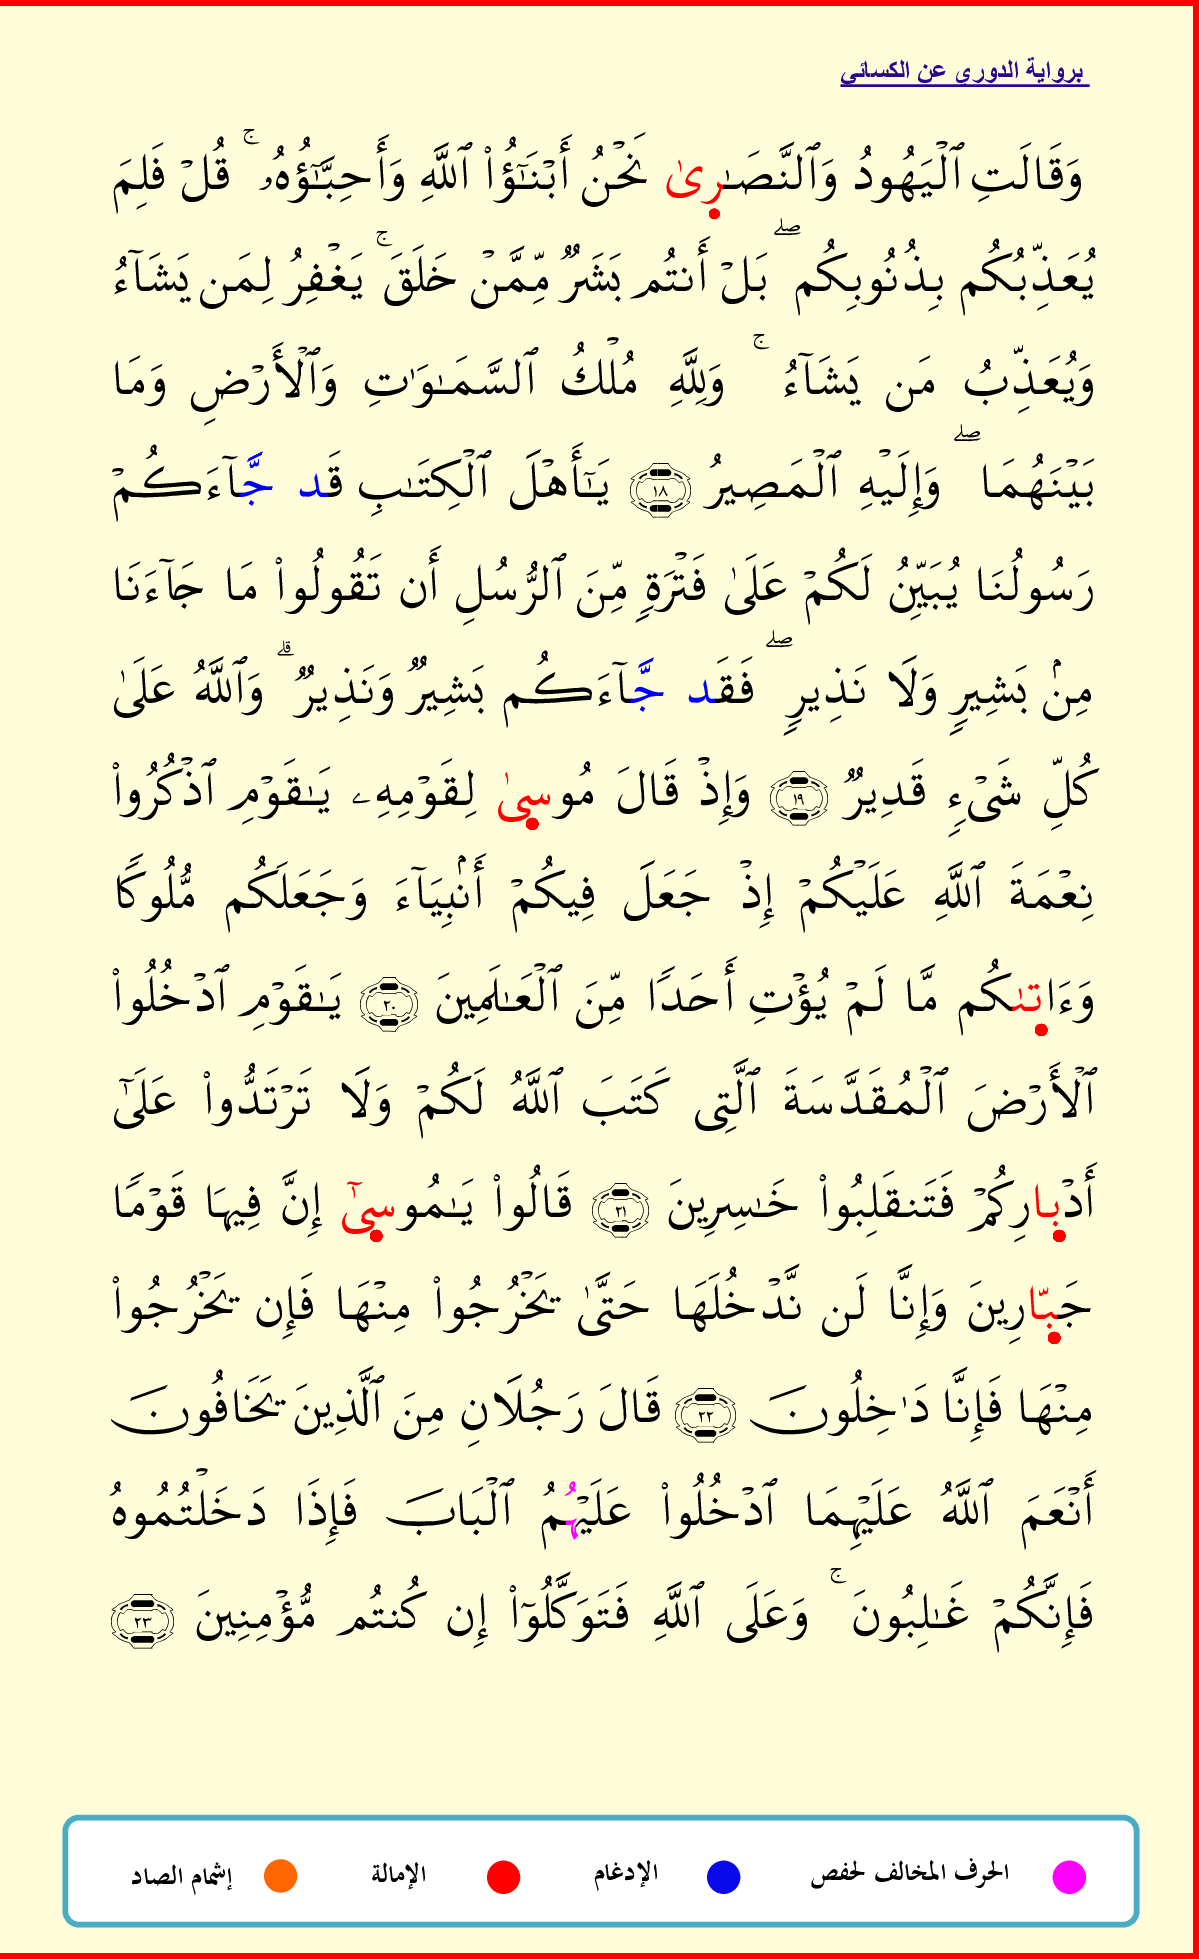 برواية الدوري عن الكسائي
وَقَالَتِ ٱلۡيَهُودُ وَٱلنَّصَـٰرِىٰ نَحۡنُ أَبۡنَـٰٓؤُاْ ٱللَّهِ وَأَحِبَّـٰٓؤُهُۥ ۚ قُلۡ فَلِمَ
يُعَذِّبُكُم بِذُنُوبِكُم ۖ بَلۡ أَنتُم بَشَرٌ مِّمَّنۡ خَلَقَ ۚ يَغۡفِرُ لِمَن يَشَآءُ
وَيُعَذِّبُ مَن يَشَآءُ ۚ وَلِلَّهِ مُلۡكُ ٱلسَّمَـٰوَٰتِ وَٱلۡأَرۡضِ وَمَا
بَيۡنَهُمَا ۖ وَإِلَيۡهِ ٱلۡمَصِيرُ ١٨ يَـٰٓأَهۡلَ ٱلۡكِتَـٰبِ قَد جَّآءَكُمۡ
رَسُولُنَا يُبَيِّنُ لَكُمۡ عَلَىٰ فَتۡرَةٍ مِّنَ ٱلرُّسُلِ أَن تَقُولُواْ مَا جَآءَنَا
مِنۢ بَشِيرٍ وَلَا نَذِيرٍ ۖ فَقَد جَّآءَكُم بَشِيرٌ وَنَذِيرٌ ۗ وَٱللَّهُ عَلَىٰ
كُلِّ شَىۡءٍ قَدِيرٌ ١٩ وَإِذۡ قَالَ مُوسِىٰ لِقَوۡمِهِۦ يَـٰقَوۡمِ ٱذۡكُرُواْ
نِعۡمَةَ ٱللَّهِ عَلَيۡكُمۡ إِذۡ جَعَلَ فِيكُمۡ أَنۢبِيَآءَ وَجَعَلَكُم مُّلُوكًا
وَءَاتِىٰكُم مَّا لَمۡ يُؤۡتِ أَحَدًا مِّنَ ٱلۡعَـٰلَمِينَ ٢٠ يَـٰقَوۡمِ ٱدۡخُلُواْ
ٱلۡأَرۡضَ ٱلۡمُقَدَّسَةَ ٱلَّتِى كَتَبَ ٱللَّهُ لَكُمۡ وَلَا تَرۡتَدُّواْ عَلَىٰٓ
أَدۡبِارِكُمۡ فَتَنقَلِبُواْ خَـٰسِرِينَ ٢١ قَالُواْ يَـٰمُوسِىٰٓ إِنَّ فِيهَا قَوۡمًا
جَبِّارِينَ وَإِنَّا لَن نَّدۡخُلَهَا حَتَّىٰ يَخۡرُجُواْ مِنۡهَا فَإِن يَخۡرُجُواْ
مِنۡهَا فَإِنَّا دَٰخِلُونَ ٢٢ قَالَ رَجُلَانِ مِنَ ٱلَّذِينَ يَخَافُونَ
أَنۡعَمَ ٱللَّهُ عَلَيۡهِمَا ٱدۡخُلُواْ عَلَيۡهُمُ ٱلۡبَابَ فَإِذَا دَخَلۡتُمُوهُ
فَإِنَّكُمۡ غَـٰلِبُونَ ۚ وَعَلَى ٱللَّهِ فَتَوَكَّلُوٓاْ إِن كُنتُم مُّؤۡمِنِينَ ٢٣
الحرف المخالف لحفص الإدغام الإمالة إشمام الصاد